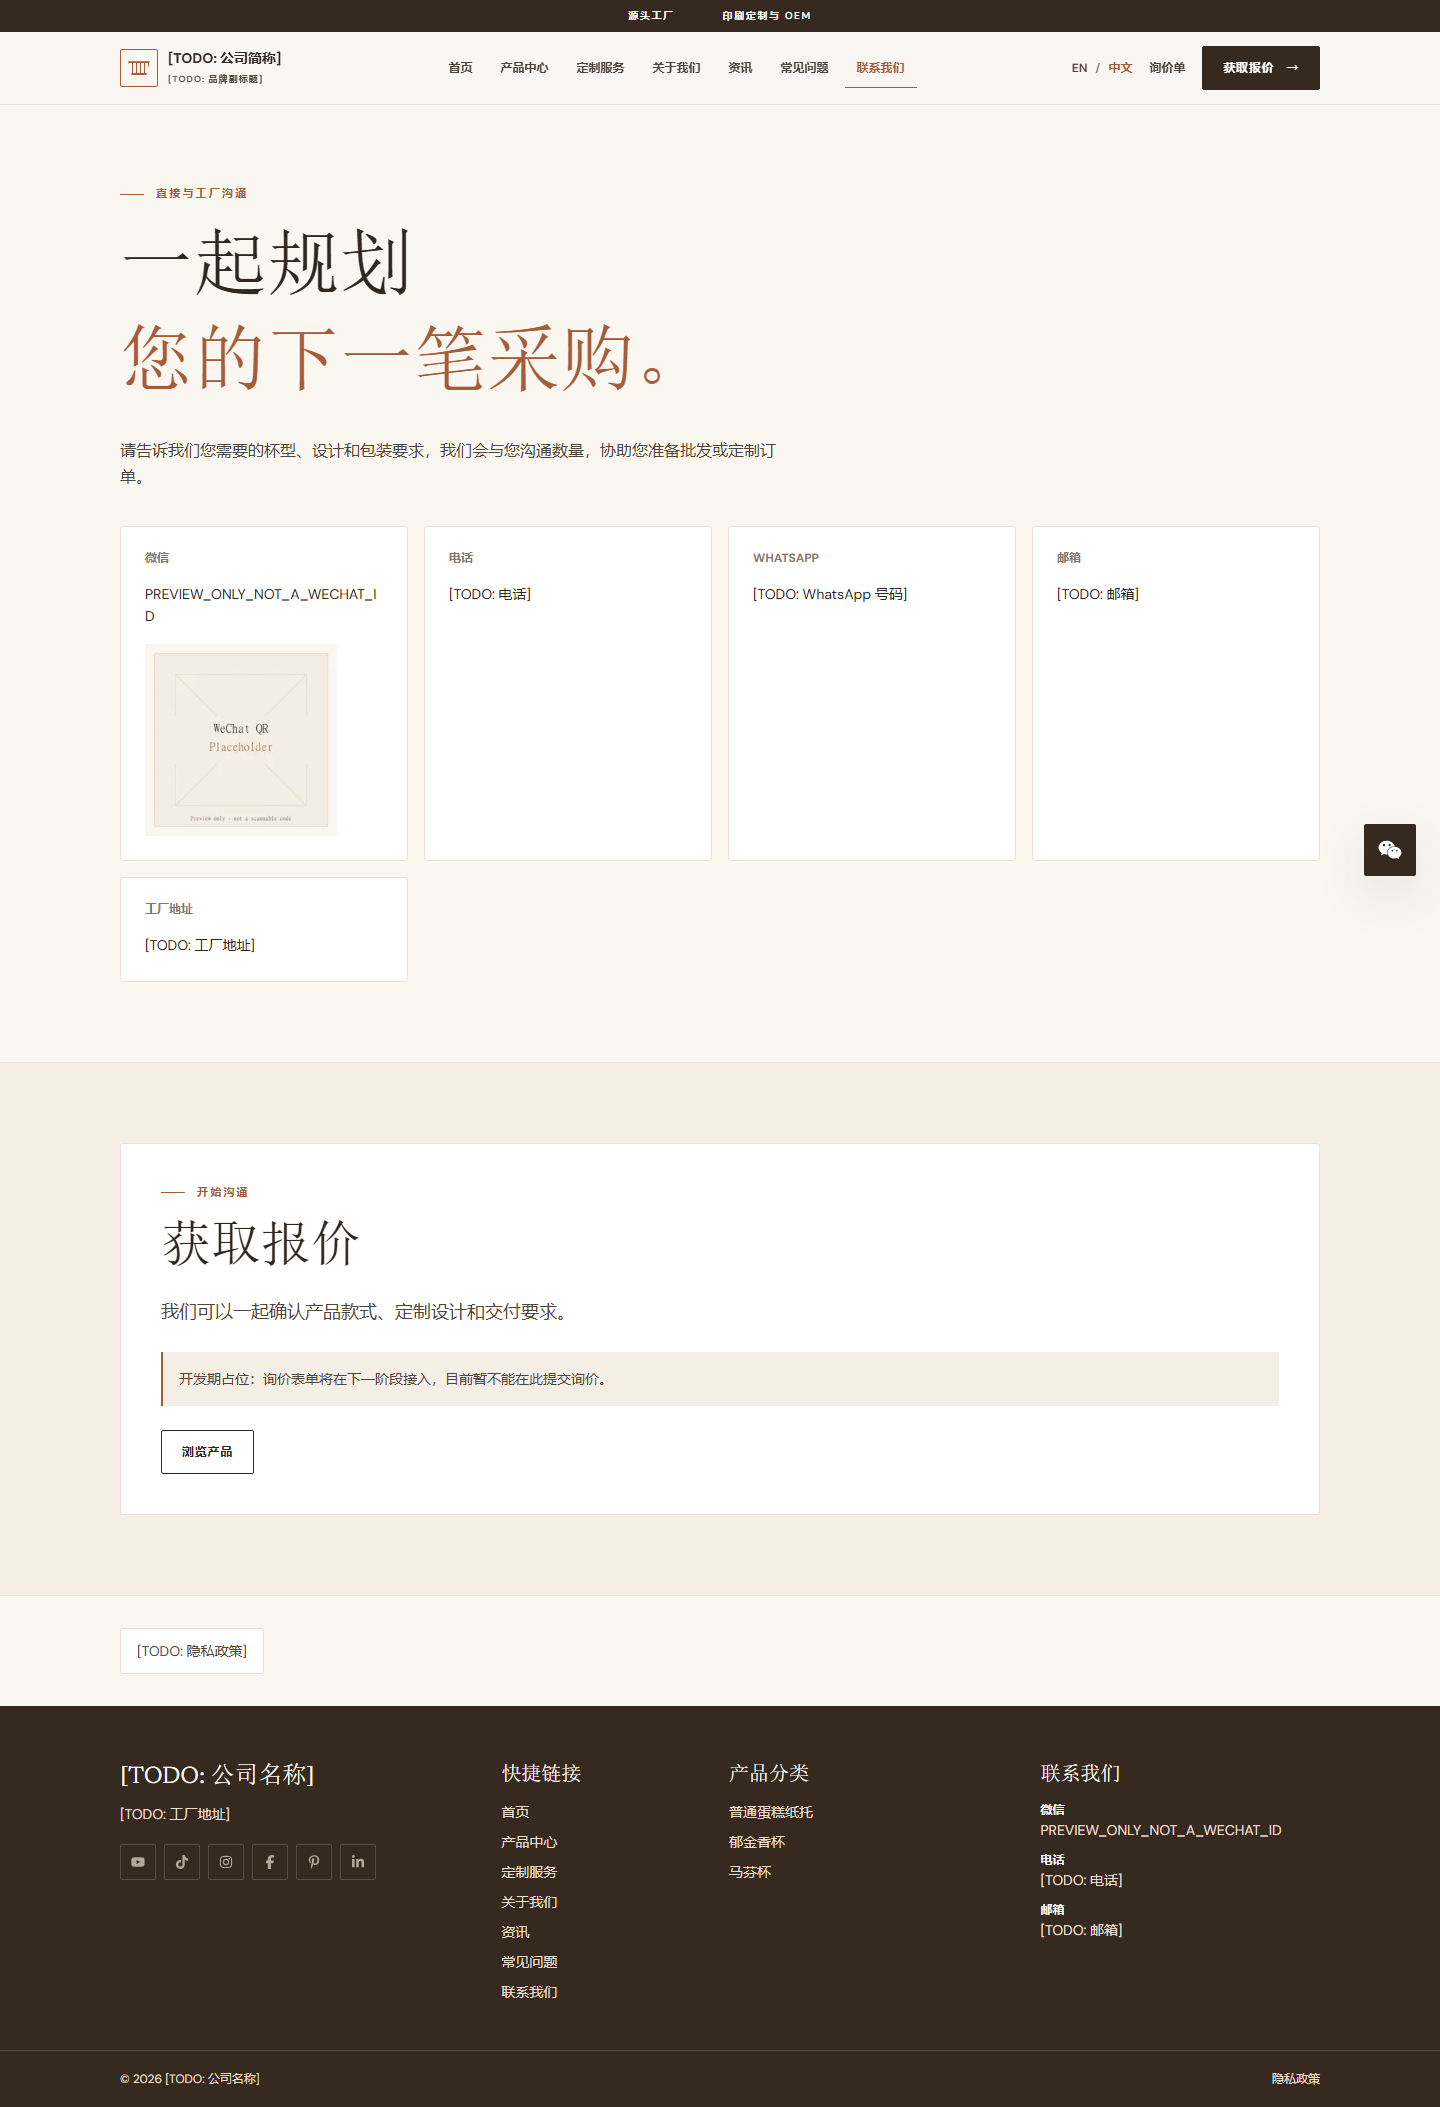 源头工厂 印刷定制与 OEM
[TODO: 公司简称]
[TODO: 品牌副标题]
首页 产品中心 定制服务 关于我们 资讯 常见问题 联系我们
EN / 中文 询价单 获取报价 →
直接与工厂沟通
一起规划
您的下一笔采购。
请告诉我们您需要的杯型、设计和包装要求，我们会与您沟通数量，协助您准备批发或定制订
单。
微信
PREVIEW_ONLY_NOT_A_WECHAT_I
D
WeChat QR
Placeholder
Preview only · not a scannable code
电话
[TODO: 电话]
WHATSAPP
[TODO: WhatsApp 号码]
邮箱
[TODO: 邮箱]
工厂地址
[TODO: 工厂地址]
开始沟通
获取报价
我们可以一起确认产品款式、定制设计和交付要求。
开发期占位：询价表单将在下一阶段接入，目前暂不能在此提交询价。
浏览产品
[TODO: 隐私政策]
[TODO: 公司名称]
[TODO: 工厂地址]
快捷链接
首页
产品中心
定制服务
关于我们
资讯
常见问题
联系我们
产品分类
普通蛋糕纸托
郁金香杯
马芬杯
联系我们
微信
PREVIEW_ONLY_NOT_A_WECHAT_ID
电话
[TODO: 电话]
邮箱
[TODO: 邮箱]
© 2026 [TODO: 公司名称]
隐私政策